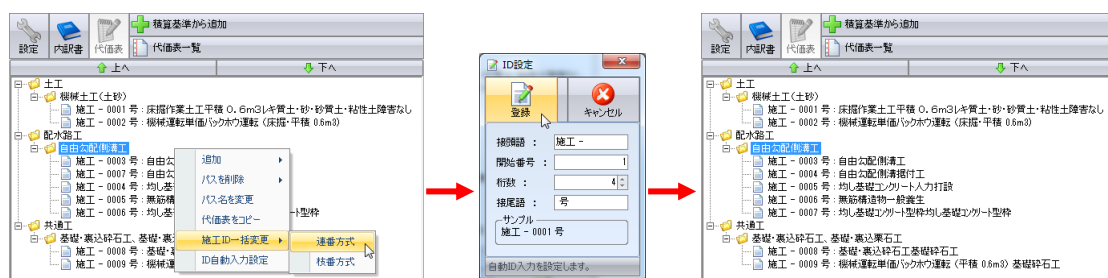 設定
内訳書
代価表
積算基準から追加
代価表一覧
上へ
下へ
土工
機械土工(土砂)
施工 - 0001 号 : 床掘作業土工平積 0.6m3レキ質土・砂・砂質土・粘性土障害なし
施工 - 0002 号 : 機械運転単価バックホウ運転 (床掘・平積 0.6m3)
配水路工
自由勾配側溝工
施工 - 0003 号 : 自由勾
施工 - 0007 号 : 自由勾
施工 - 0004 号 : 均し基
施工 - 0005 号 : 無筋構
施工 - 0006 号 : 均し基
ート型枠
共通工
基礎・裏込砕石工、基礎・裏
施工 - 0008 号 : 基礎・裏
施工 - 0009 号 : 機械運
追加
パスを削除
パス名を変更
代価表をコピー
施工ID一括変更
ID自動入力設定
連番方式
枝番方式
ID設定
登録
キャンセル
接頭語 : 施工 -
開始番号 : 1
桁数 : 4
接尾語 : 号
サンプル
施工 - 0001 号
自動ID入力を設定します。
設定
内訳書
代価表
積算基準から追加
代価表一覧
上へ
下へ
土工
機械土工(土砂)
施工 - 0001 号 : 床掘作業土工平積 0.6m3レキ質土・砂・砂質土・粘性土障害なし
施工 - 0002 号 : 機械運転単価バックホウ運転 (床掘・平積 0.6m3)
配水路工
自由勾配側溝工
施工 - 0003 号 : 自由勾配側溝工
施工 - 0004 号 : 自由勾配側溝据付工
施工 - 0005 号 : 均し基礎コンクリート人力打設
施工 - 0006 号 : 無筋構造物一般養生
施工 - 0007 号 : 均し基礎コンクリート型枠均し基礎コンクリート型枠
共通工
基礎・裏込砕石工、基礎・裏込栗石工
施工 - 0008 号 : 基礎・裏込砕石工基礎砕石工
施工 - 0009 号 : 機械運転単価バックホウ運転 (平積 0.6m3) 基礎砕石工